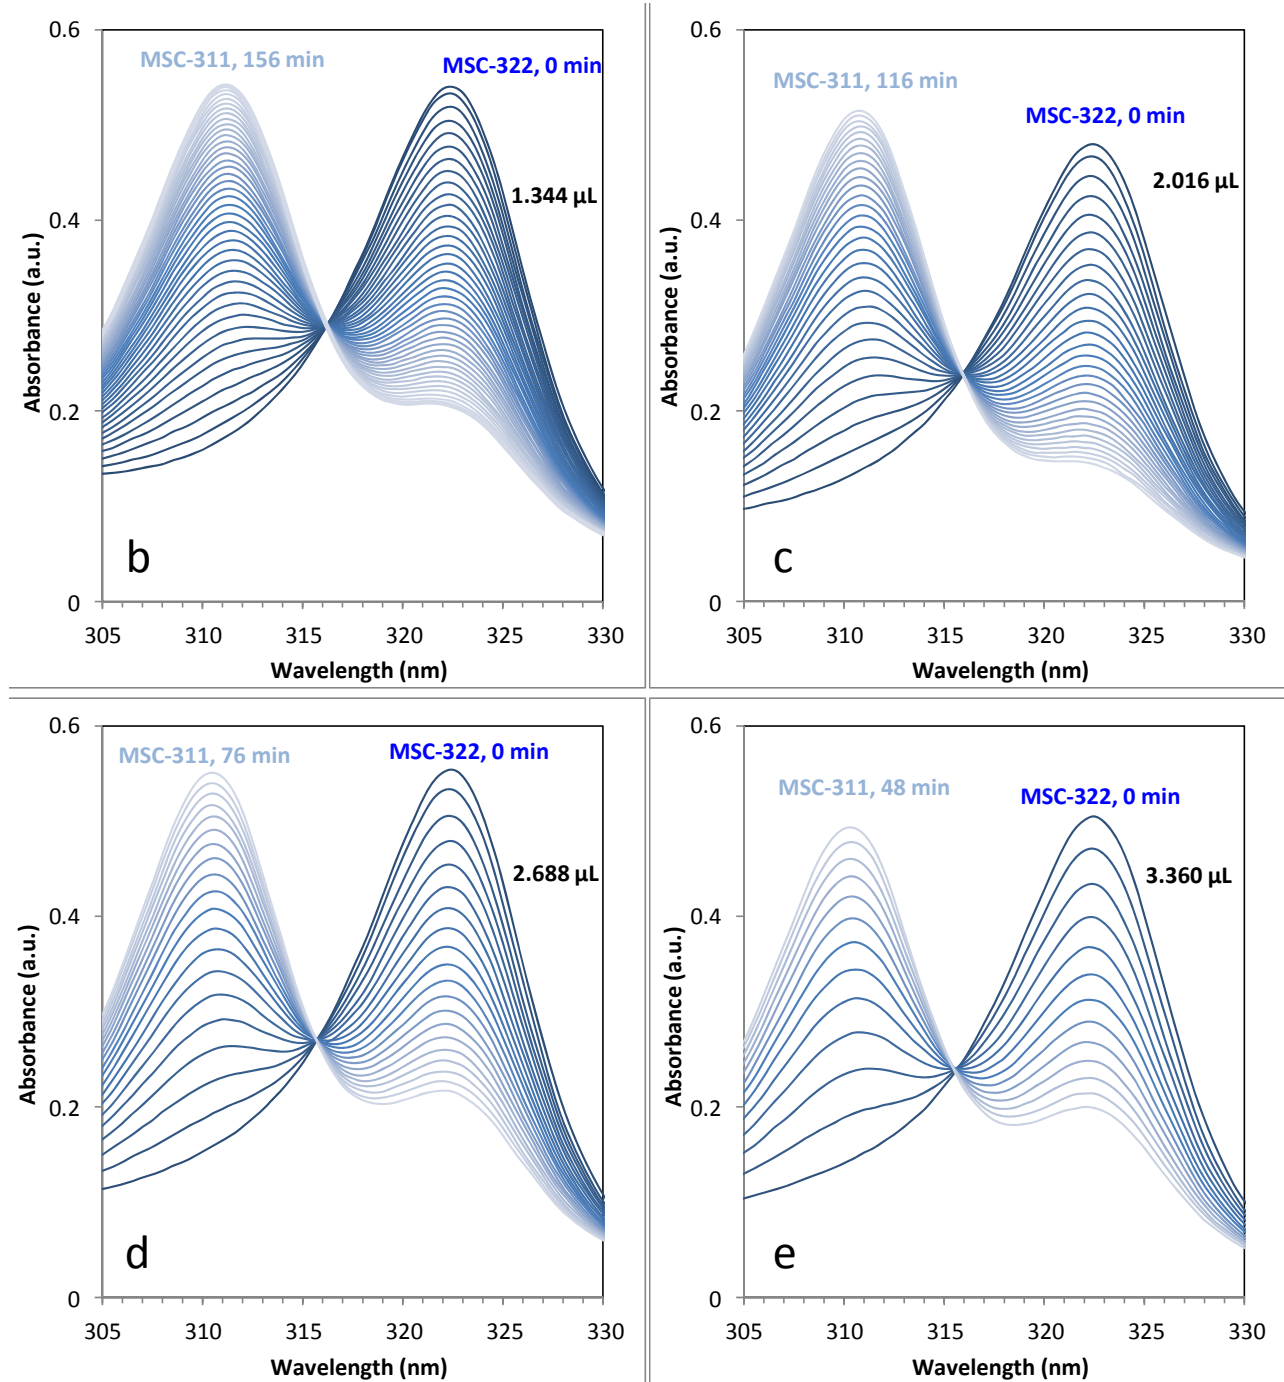 0.6
MSC-311, 156 min
MSC-322, 0 min
1.344 µL
0.4
Absorbance (a.u.)
0.2
b
0
305 310 315 320 325 330
Wavelength (nm)
0.6
MSC-311, 116 min
MSC-322, 0 min
2.016 µL
0.4
Absorbance (a.u.)
0.2
c
0
305 310 315 320 325 330
Wavelength (nm)
0.6
MSC-311, 76 min
MSC-322, 0 min
2.688 µL
0.4
Absorbance (a.u.)
0.2
d
0
305 310 315 320 325 330
Wavelength (nm)
0.6
MSC-311, 48 min
MSC-322, 0 min
3.360 µL
0.4
Absorbance (a.u.)
0.2
e
0
305 310 315 320 325 330
Wavelength (nm)